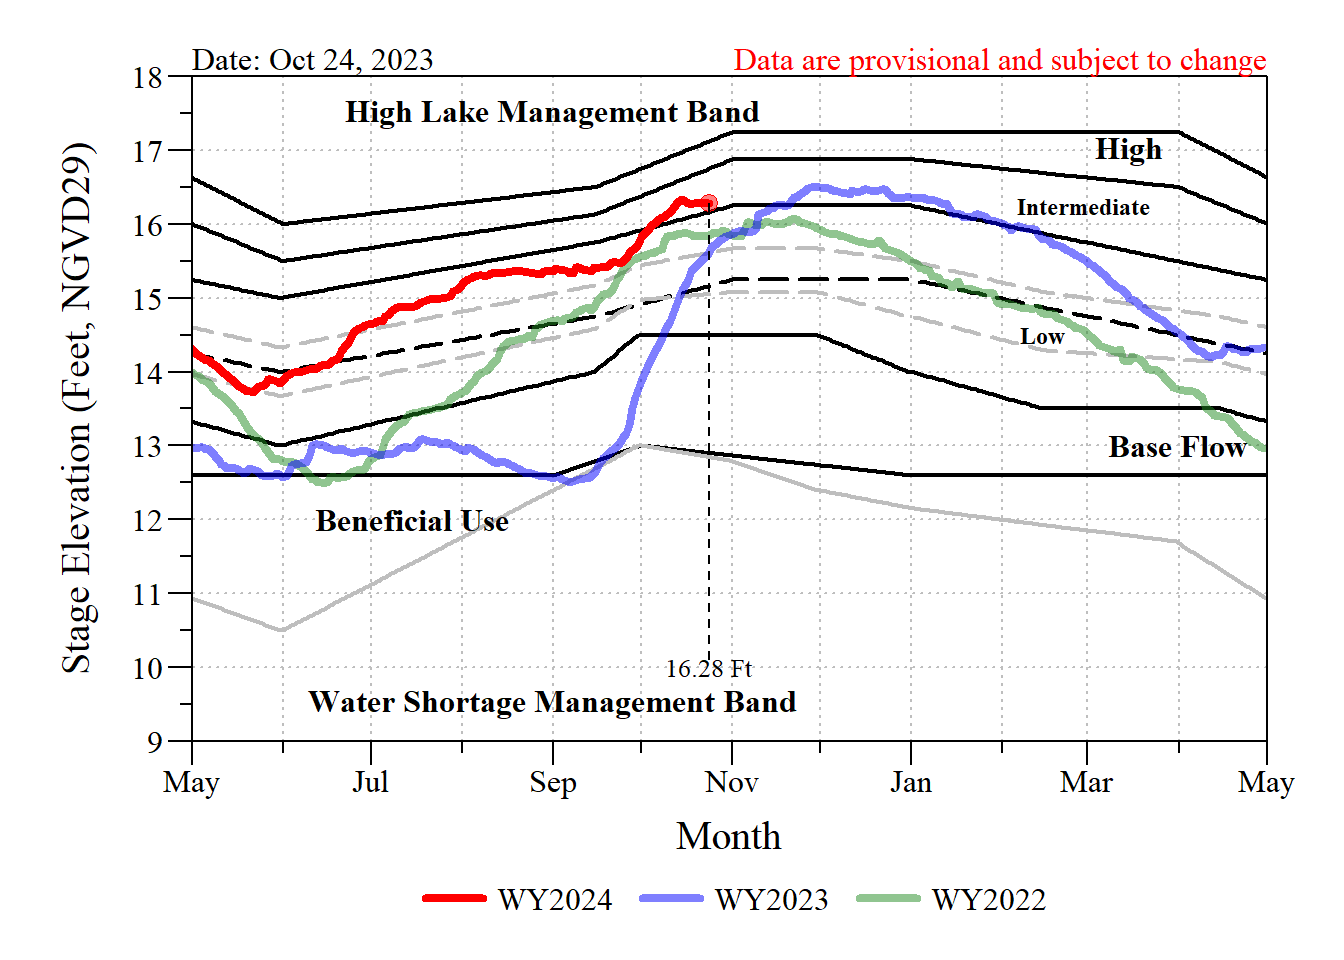 Date: Oct 24, 2023
Data are provisional and subject to change
18
17
16
15
14
13
12
11
10
9
Stage Elevation (Feet, NGVD29)
High Lake Management Band
High
Intermediate
Low
Base Flow
Beneficial Use
16.28 Ft
Water Shortage Management Band
May Jul Sep Nov Jan Mar May
Month
WY2024 WY2023 WY2022